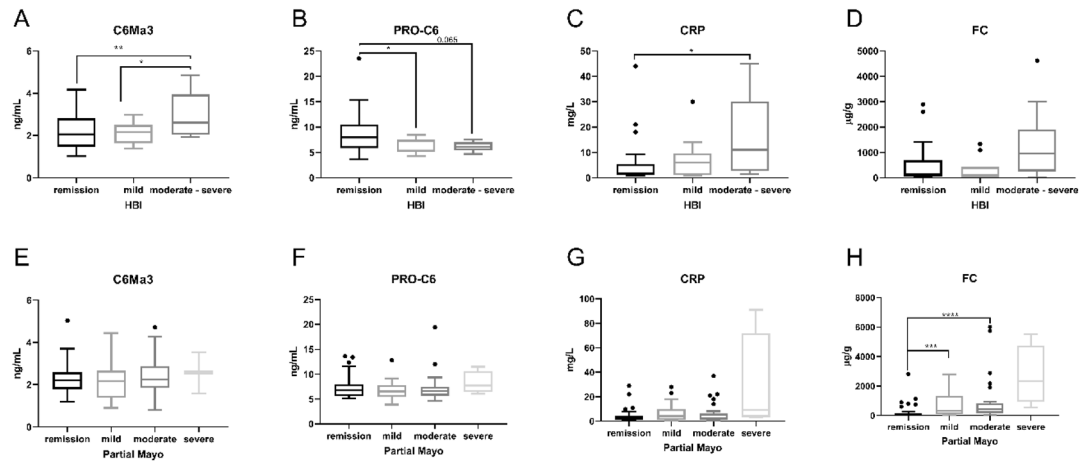 A
C6Ma3
ng/mL
6
4
2
0
**
*
remission mild moderate - severe
HBI
B
PRO-C6
ng/mL
25
20
15
10
5
0
0.065
*
remission mild moderate - severe
HBI
C
CRP
mg/L
50
40
30
20
10
0
*
remission mild moderate - severe
HBI
D
FC
µg/g
5000
4000
3000
2000
1000
0
remission mild moderate - severe
HBI
E
C6Ma3
ng/mL
6
4
2
0
remission mild moderate severe
Partial Mayo
F
PRO-C6
ng/mL
25
20
15
10
5
0
remission mild moderate severe
Partial Mayo
G
CRP
mg/L
100
80
60
40
20
0
remission mild moderate severe
Partial Mayo
H
FC
µg/g
8000
6000
4000
2000
0
****
***
remission mild moderate severe
Partial Mayo